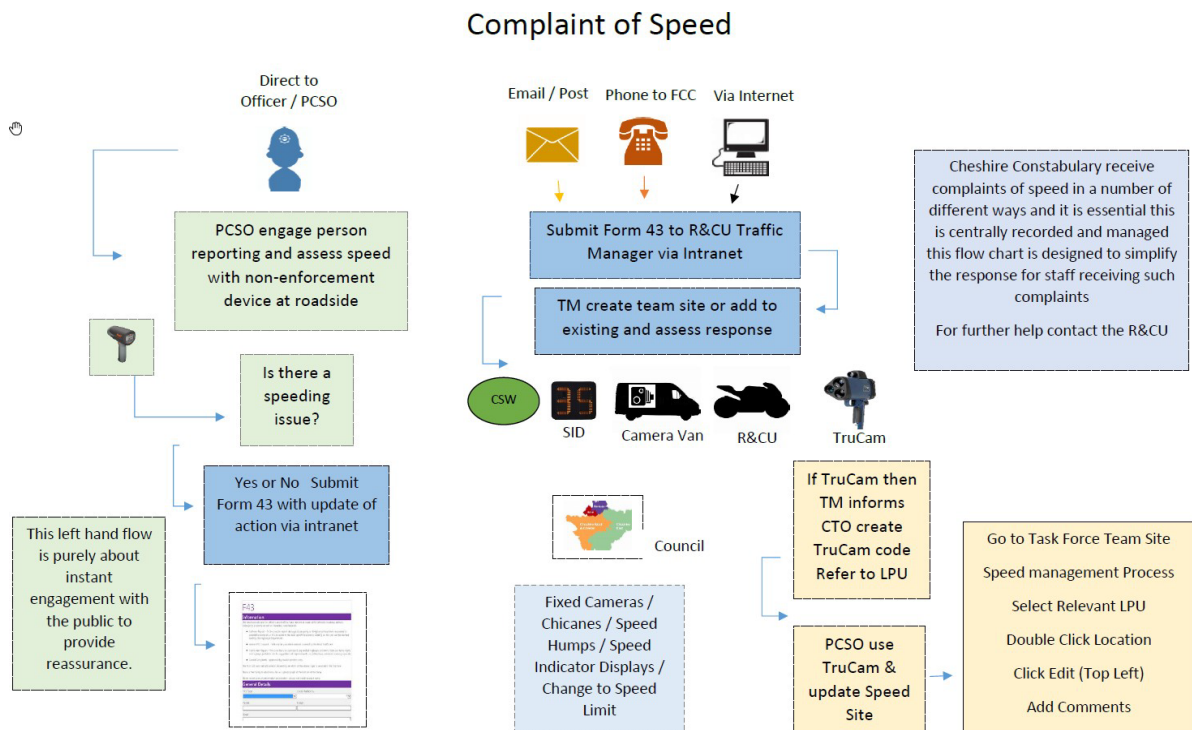 Complaint of Speed
Direct to
Officer / PCSO
Email / Post
Phone to FCC
Via Internet
PCSO engage person
reporting and assess speed
with non-enforcement
device at roadside
Is there a
speeding
issue?
Yes or No Submit
Form 43 with update of
action via intranet
This left hand flow
is purely about
instant
engagement with
the public to
provide
reassurance.
F43
Information
General Details
Submit Form 43 to R&CU Traffic
Manager via Intranet
TM create team site or add to
existing and assess response
CSW
35
SID
Camera Van
R&CU
TruCam
Council
Fixed Cameras /
Chicanes / Speed
Humps / Speed
Indicator Displays /
Change to Speed
Limit
If TruCam then
TM informs
CTO create
TruCam code
Refer to LPU
PCSO use
TruCam &
update Speed
Site
Go to Task Force Team Site
Speed management Process
Select Relevant LPU
Double Click Location
Click Edit (Top Left)
Add Comments
Cheshire Constabulary receive
complaints of speed in a number of
different ways and it is essential this
is centrally recorded and managed
this flow chart is designed to simplify
the response for staff receiving such
complaints
For further help contact the R&CU